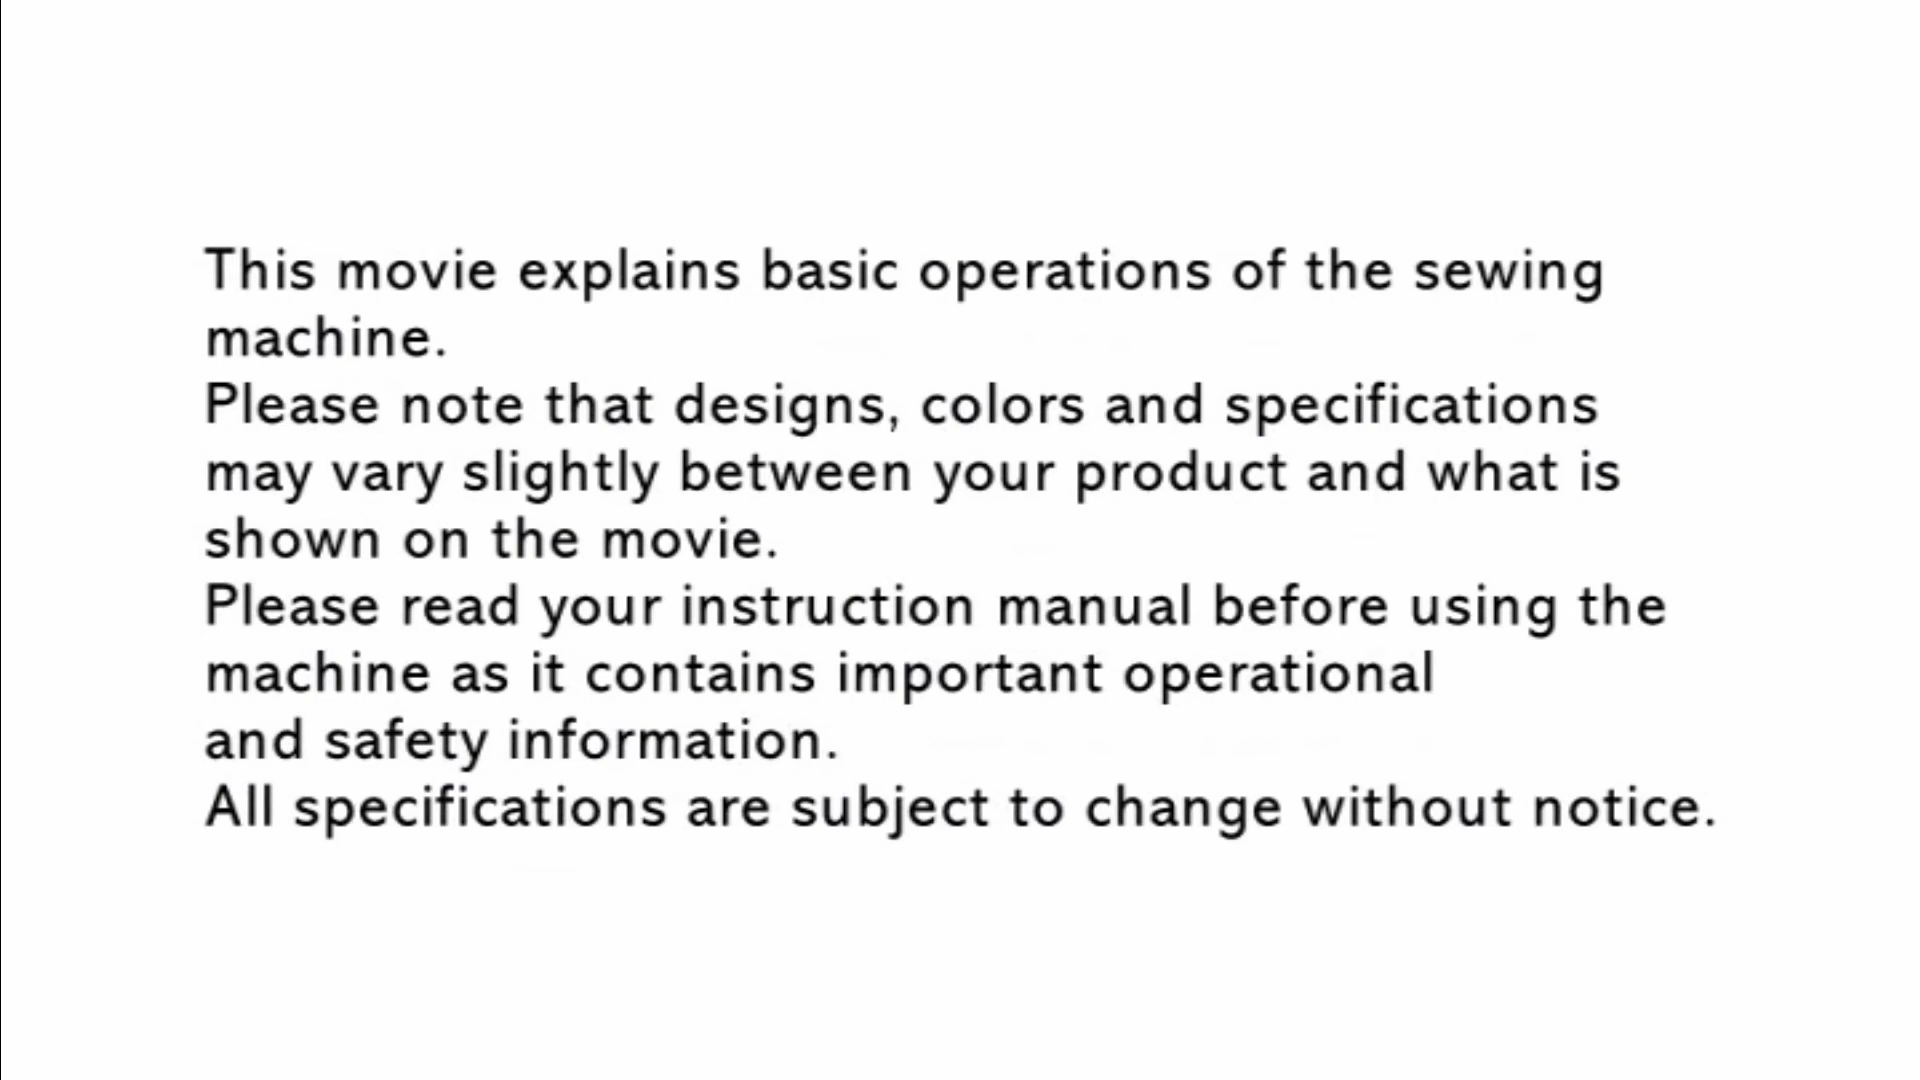 This movie explains basic operations of the sewing
machine.
Please note that designs, colors and specifications
may vary slightly between your product and what is
shown on the movie.
Please read your instruction manual before using the
machine as it contains important operational
and safety information.
All specifications are subject to change without notice.